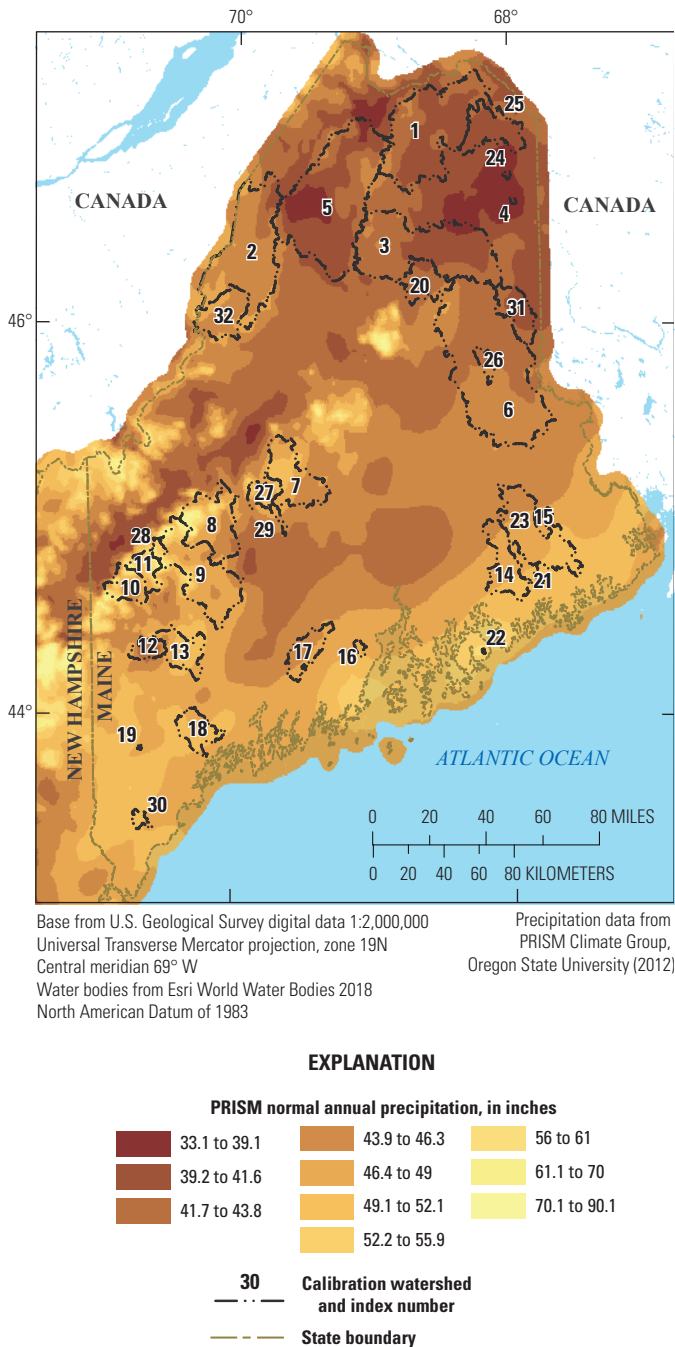 70°
68°
25
1
24
CANADA
5
4
CANADA
2
3
20
46°
32
31
26
6
27
7
8
23
15
28
29
11
9
14
21
10
12
13
17
16
22
44°
NEW HAMPSHIRE
MAINE
19
18
ATLANTIC OCEAN
30
0 20 40 60 80 MILES
0 20 40 60 80 KILOMETERS
Base from U.S. Geological Survey digital data 1:2,000,000
Universal Transverse Mercator projection, zone 19N
Central meridian 69° W
Water bodies from Esri World Water Bodies 2018
North American Datum of 1983
Precipitation data from
PRISM Climate Group,
Oregon State University (2012)
EXPLANATION
PRISM normal annual precipitation, in inches
33.1 to 39.1
39.2 to 41.6
41.7 to 43.8
43.9 to 46.3
46.4 to 49
49.1 to 52.1
52.2 to 55.9
56 to 61
61.1 to 70
70.1 to 90.1
30 Calibration watershed
and index number
State boundary